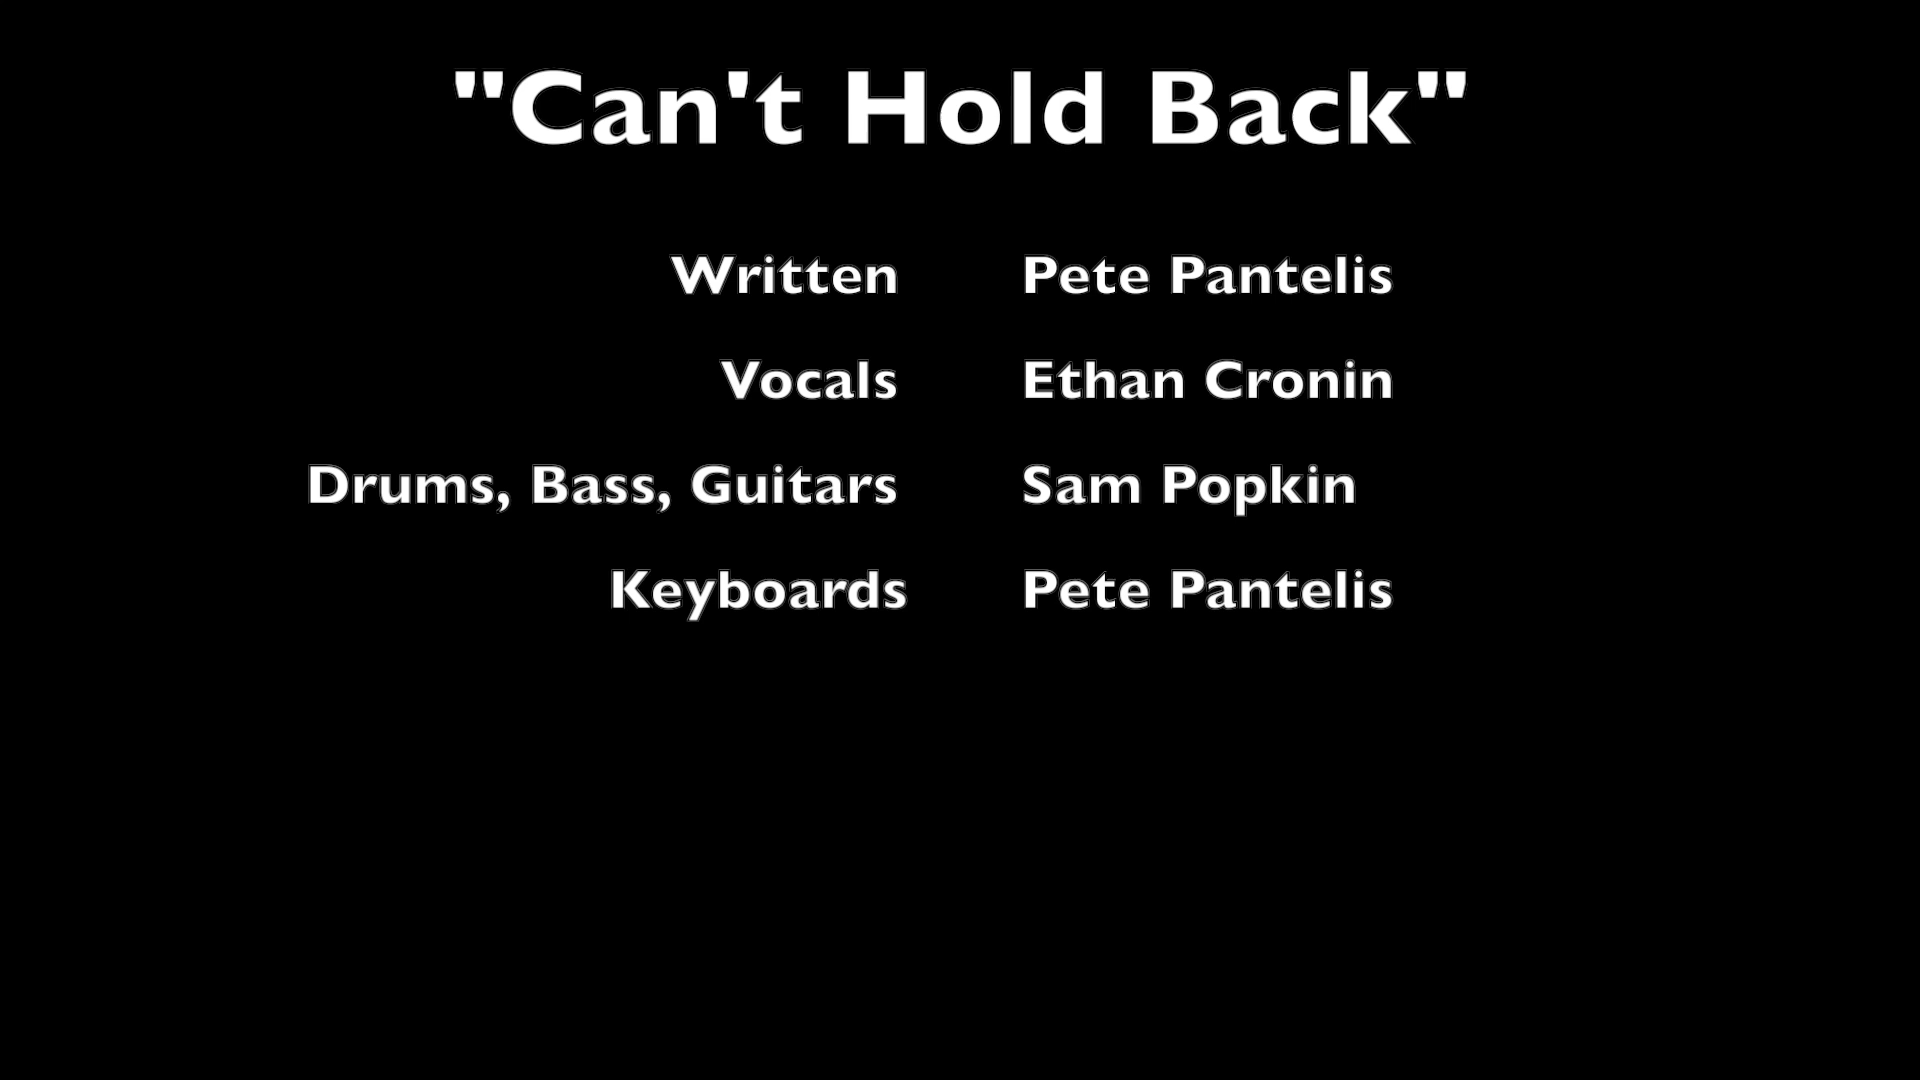 "Can't Hold Back"
Written Pete Pantelis
Vocals Ethan Cronin
Drums, Bass, Guitars Sam Popkin
Keyboards Pete Pantelis